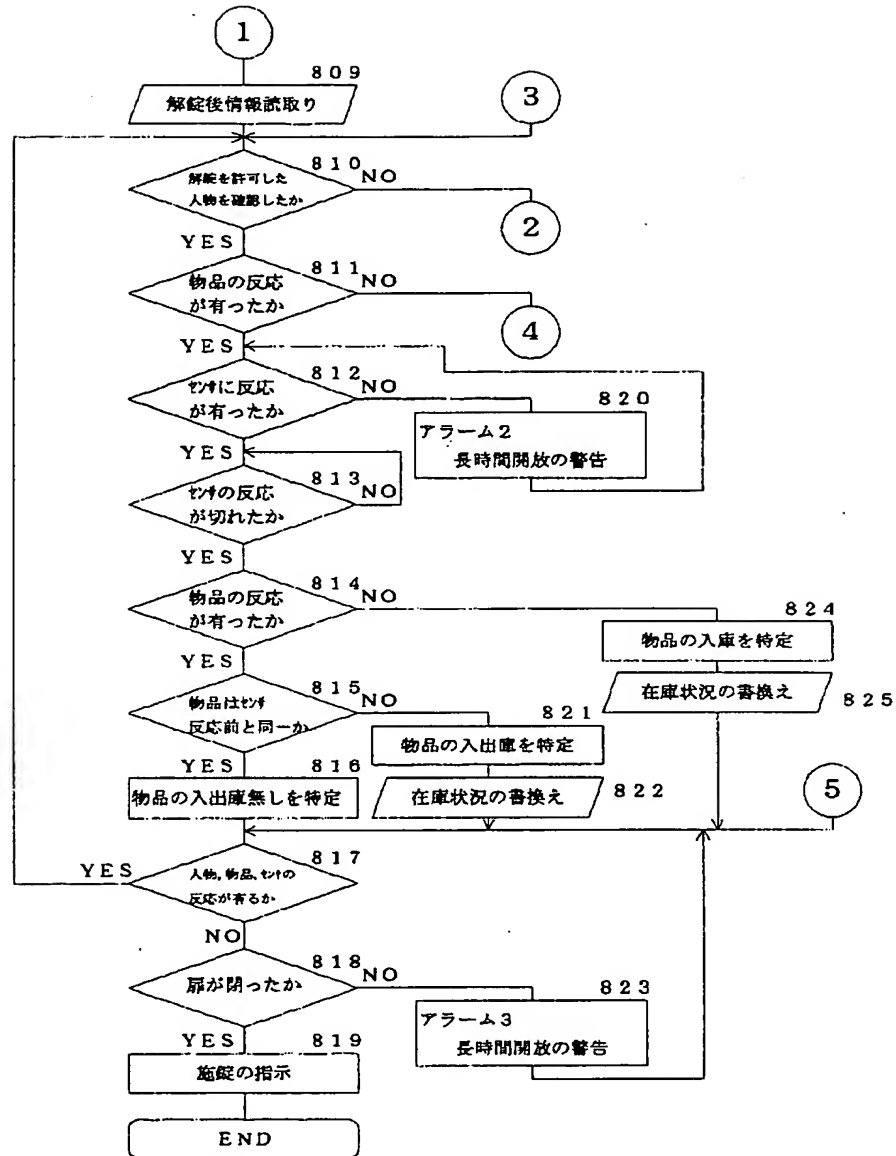 1
809
解錠後情報読取り
3
810
解錠を許可した
人物を確認したか
NO
2
YES
811
物品の反応
が有ったか
NO
4
YES
812
ｾﾝｻに反応
が有ったか
NO
820
アラーム2
長時間開放の警告
YES
813
ｾﾝｻの反応
が切れたか
NO
YES
814
物品の反応
が有ったか
NO
824
物品の入庫を特定
在庫状況の書換え
825
YES
815
物品はｾﾝｻ
反応前と同一か
NO
821
物品の入出庫を特定
在庫状況の書換え
822
YES
816
物品の入出庫無しを特定
5
817
人物，物品、ｾﾝｻの
反応が有るか
YES
NO
818
扉が閉ったか
NO
823
アラーム3
長時間開放の警告
YES
819
施錠の指示
END